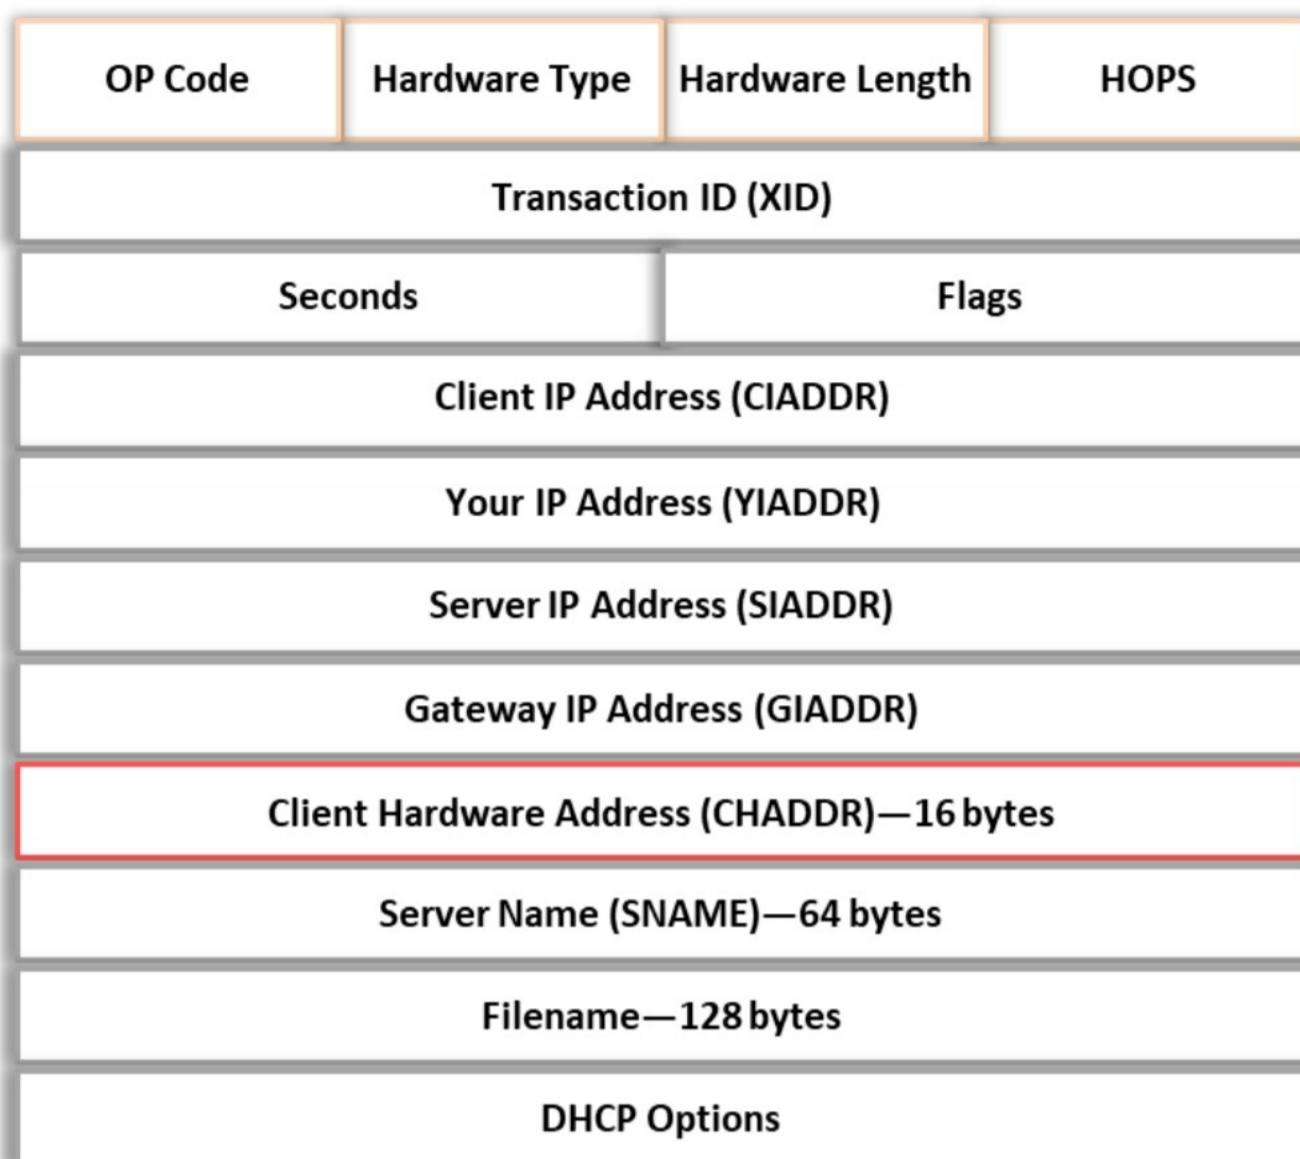 OP Code Hardware Type Hardware Length HOPS
Transaction ID (XID)
Seconds Flags
Client IP Address (CIADDR)
Your IP Address (YIADDR)
Server IP Address (SIADDR)
Gateway IP Address (GIADDR)
Client Hardware Address (CHADDR)—16 bytes
Server Name (SNAME)—64 bytes
Filename—128 bytes
DHCP Options